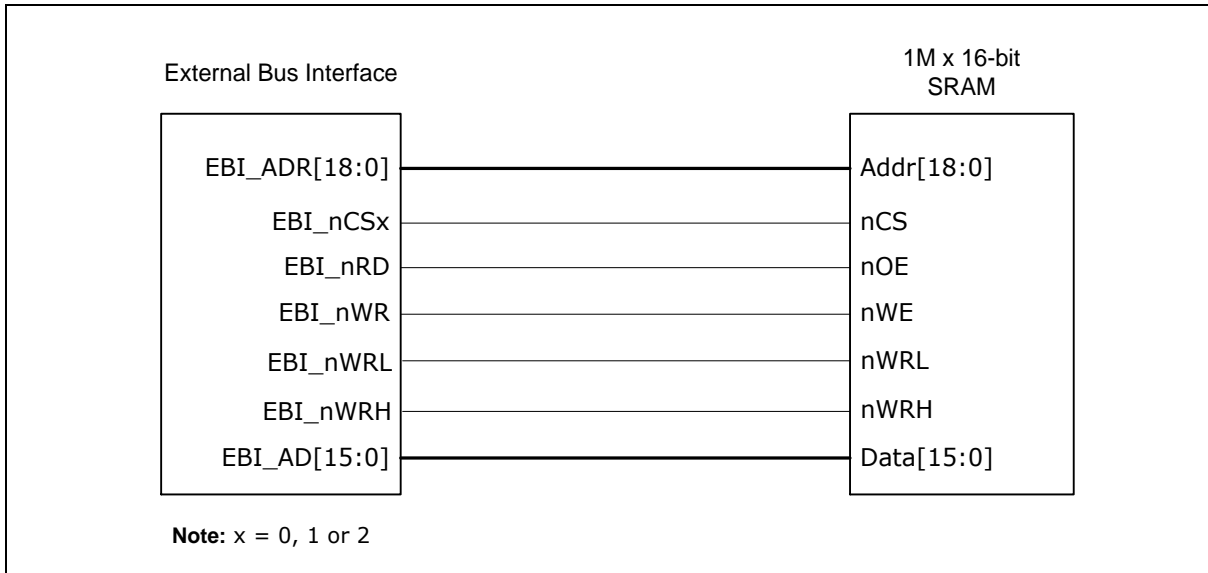 External Bus Interface
1M x 16-bit
SRAM
EBI_ADR[18:0]
Addr[18:0]
EBI_nCSx
nCS
EBI_nRD
nOE
EBI_nWR
nWE
EBI_nWRL
nWRL
EBI_nWRH
nWRH
EBI_AD[15:0]
Data[15:0]
Note: x = 0, 1 or 2